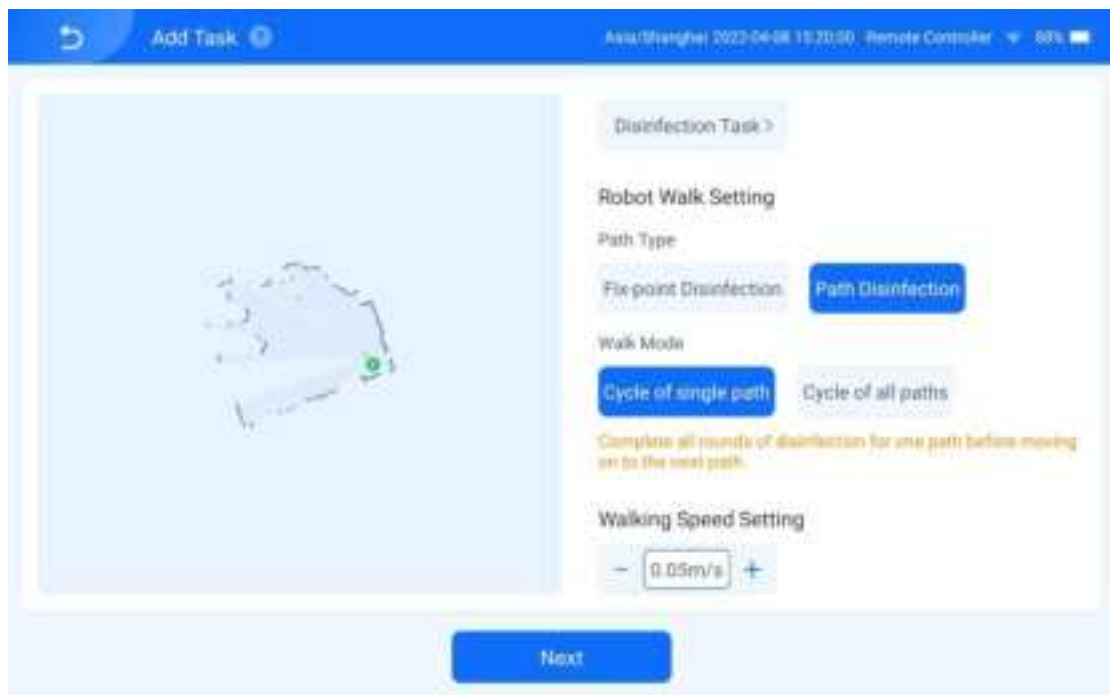 Add Task
Asia/Shanghai 2022-04-08 15:20:00 Remote Controller 88%
Disinfection Task >
Robot Walk Setting
Path Type
Fix-point Disinfection Path Disinfection
Walk Mode
Cycle of single path Cycle of all paths
Complete all rounds of disinfection for one path before moving
on to the next path.
Walking Speed Setting
− 0.05m/s +
Next